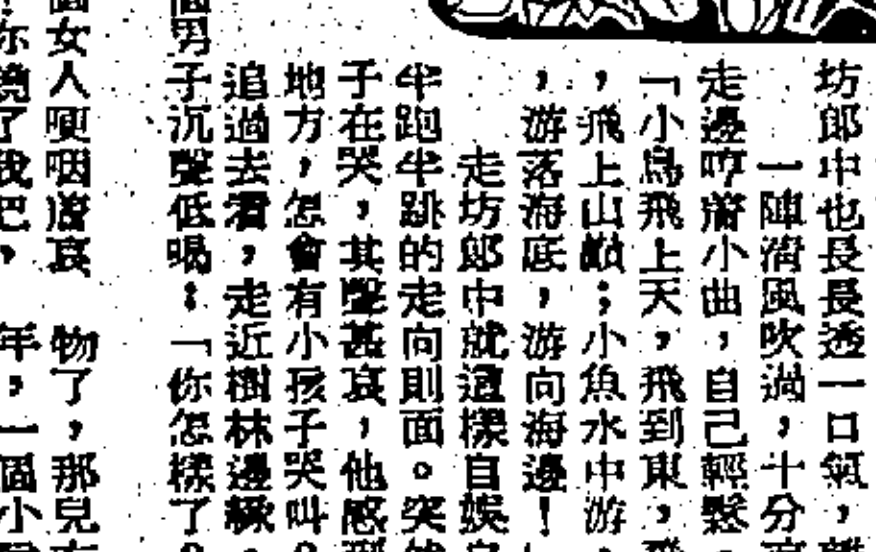 坊郎中也長長透一口氣，
一陣清風吹過，十分
走邊哼着小曲，自己輕鬆
「小鳥飛上天，飛到東，飛
，飛上山巔；小魚水中游，
，游落海底，游向海邊！
走坊郎中就這樣自娛自
半跑半跳的走向前面。突然
子在哭，其聲甚哀，他感到
地方，怎會有小孩子哭叫？
追過去看，走近樹林邊緣，
子沉聲低喝：「你怎樣了？
個男
個女人哽咽着哀
你饒了我吧，
物了，那兒
年，一個小